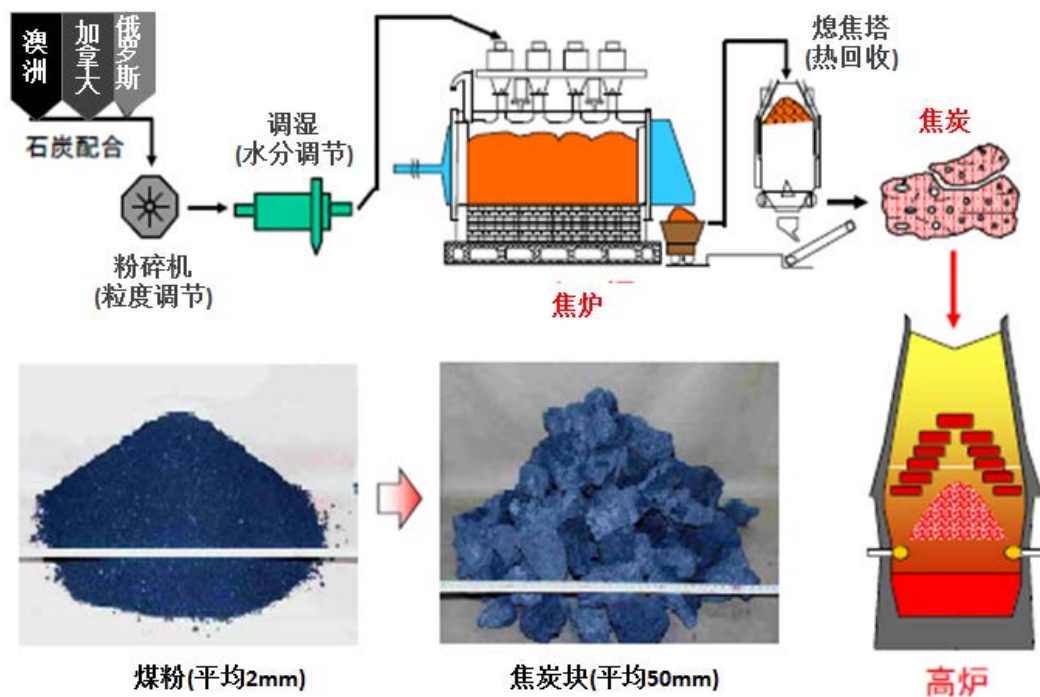 澳洲
加拿大
俄罗斯
石炭配合
粉碎机
(粒度调节)
调湿
(水分调节)
焦炉
熄焦塔
(热回收)
焦炭
高炉
煤粉(平均2mm)
焦炭块(平均50mm)